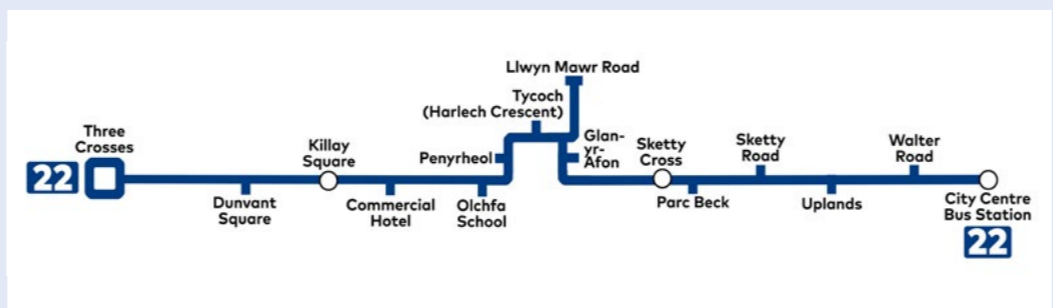 22
Three
Crosses
Dunvant
Square
Killay
Square
Commercial
Hotel
Olchfa
School
Penyrheol
Tycoch
(Harlech Crescent)
Llwyn Mawr Road
Glan-
yr-
Afon
Sketty
Cross
Parc Beck
Sketty
Road
Uplands
Walter
Road
City Centre
Bus Station
22